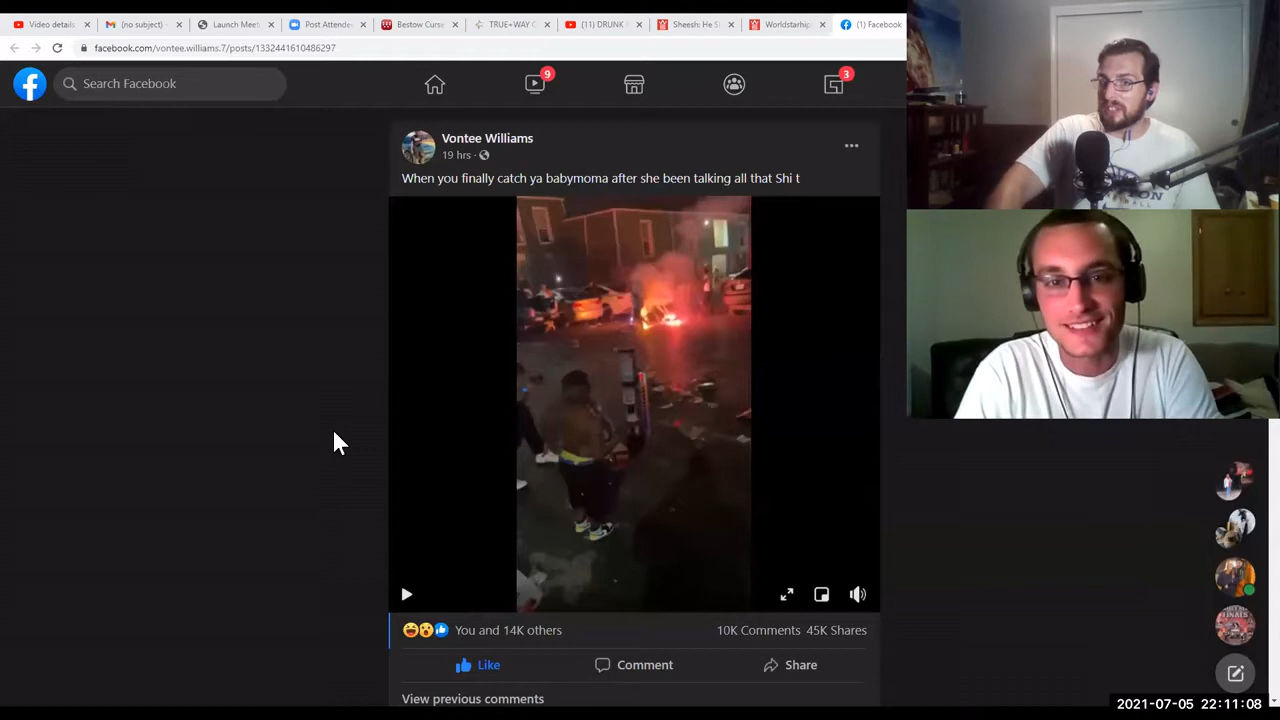 Video details
(no subject)
Launch Meeti
Post Attende
Bestow Curse
TRUE+WAY
(11) DRUNK
Sheesh: He S
Worldstarhip
(1) Facebook
facebook.com/vontee.williams.7/posts/1332441610486297
Search Facebook
9
3
Vontee Williams
19 hrs ·
When you finally catch ya babymoma after she been talking all that Shi t
You and 14K others
10K Comments 45K Shares
Like
Comment
Share
View previous comments
2021-07-05 22:11:08